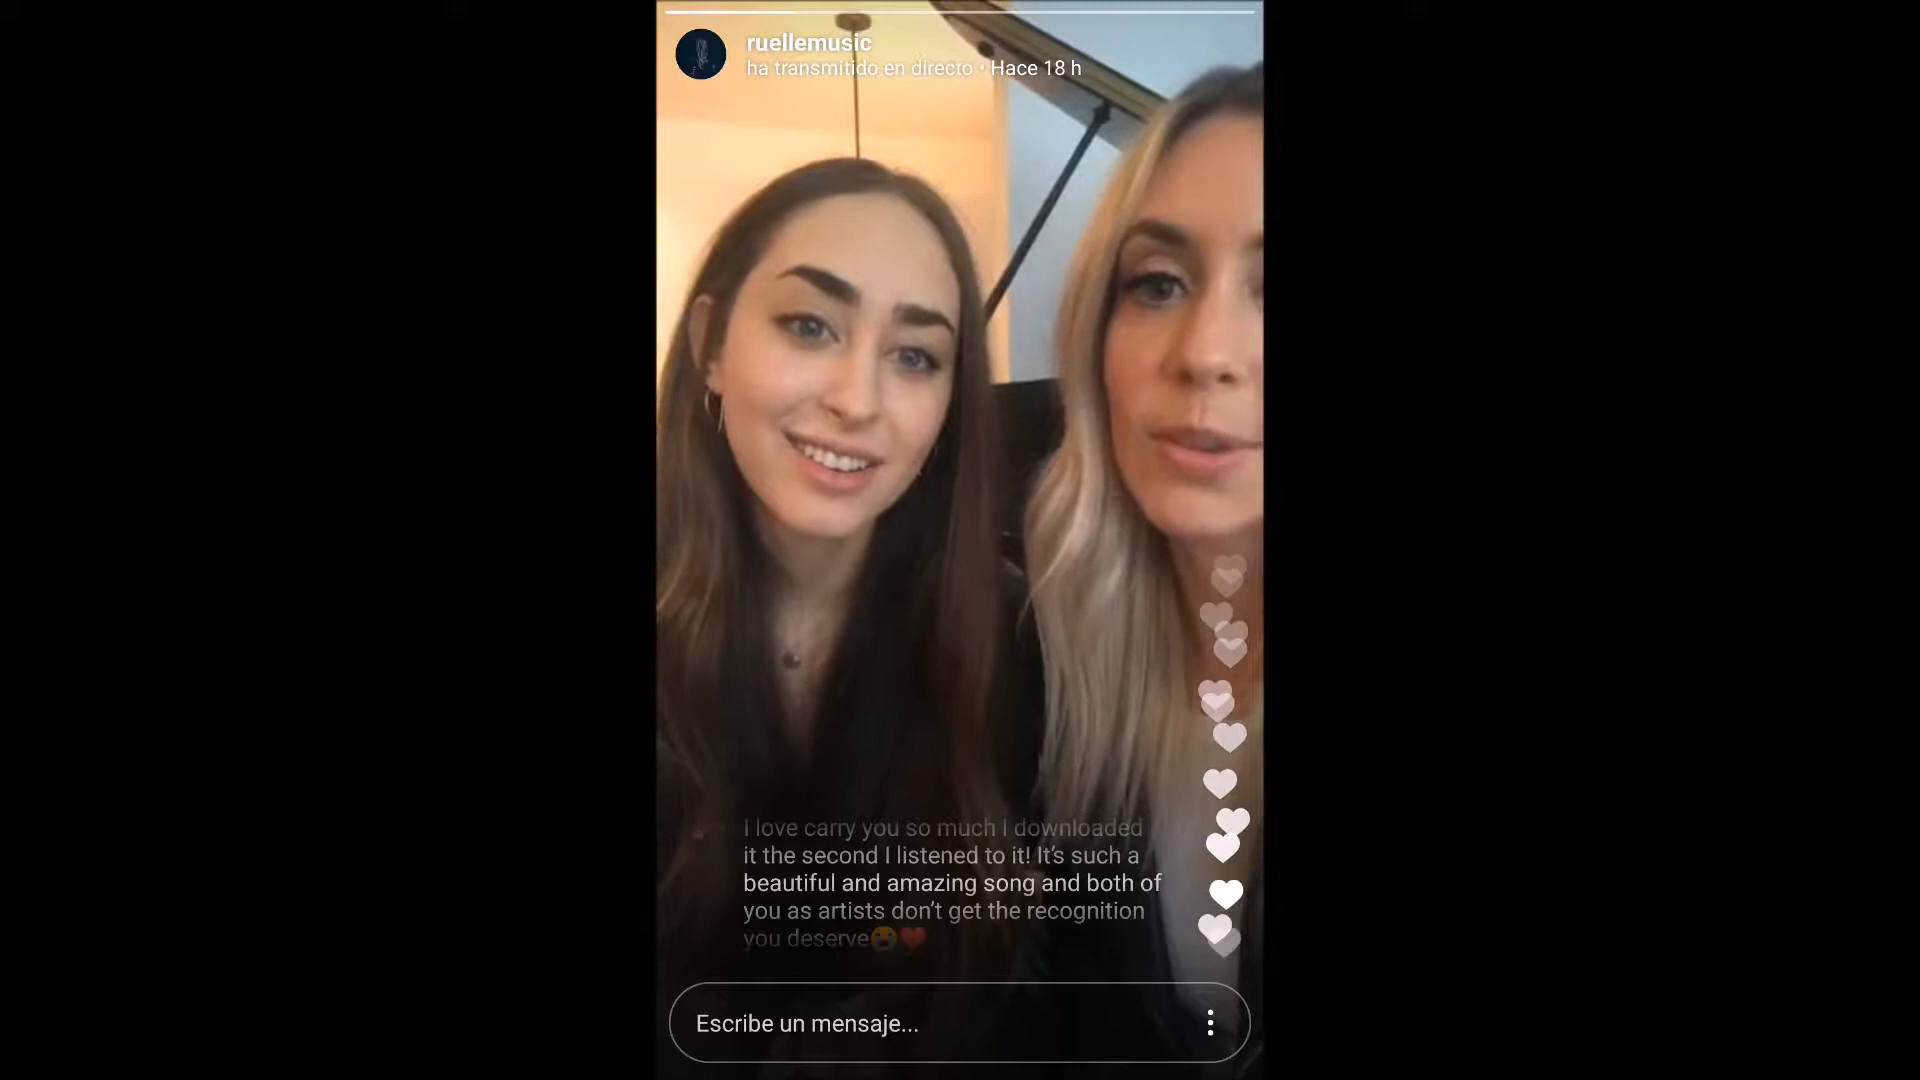 ruellemusic
ha transmitido en directo • Hace 18 h
I love carry you so much I downloaded
it the second I listened to it! It's such a
beautiful and amazing song and both of
you as artists don't get the recognition
you deserve😭💔
Escribe un mensaje...